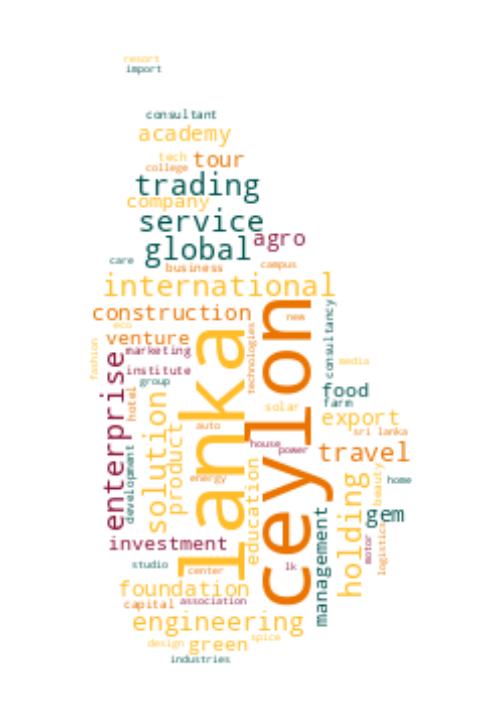 resort
import
consultant
academy
tech
tour
college
trading
company
service
agro
global
care
business
campus
international
construction
new
eco
venture
consultancy
technologies
fashion
marketing
media
institute
group
lanka
ceylon
enterprise
hotel
food
farm
solution
solar
export
auto
product
sri lanka
house
power
travel
development
education
energy
beauty
home
holding
gem
management
investment
motor
logistics
studio
center
lk
foundation
capital
association
engineering
spice
design
green
industries